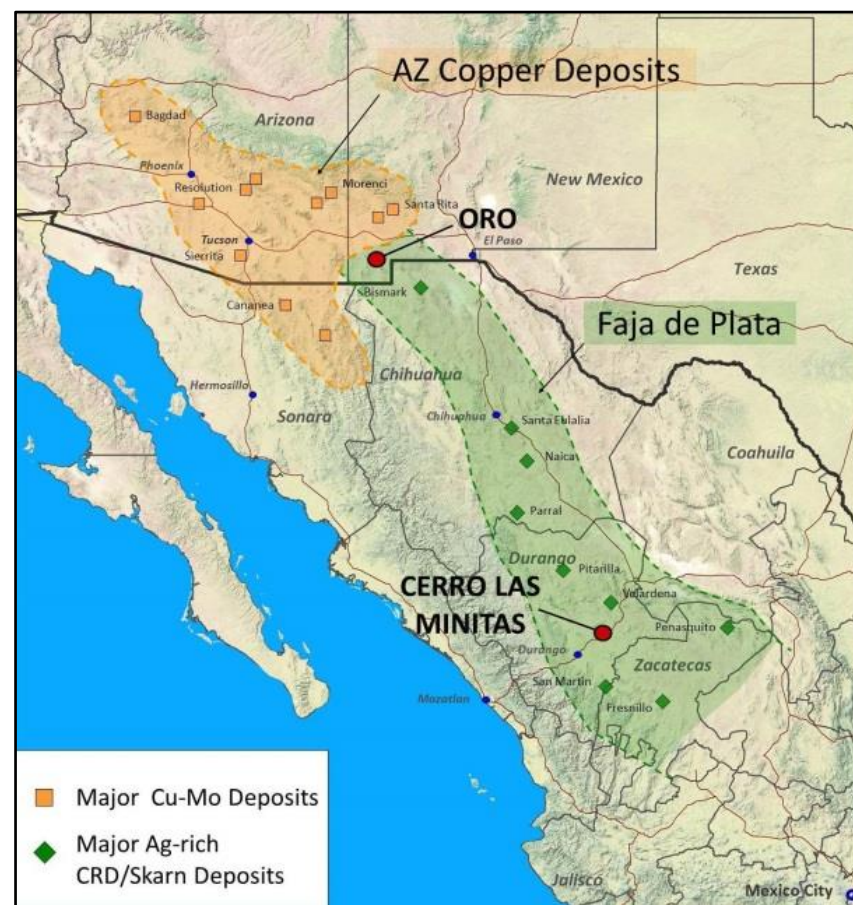 AZ Copper Deposits
Bagdad
Arizona
Phoenix
Resolution
Morenci
New Mexico
Santa Rita
ORO
Tucson
El Paso
Siecrita
Texas
Bismark
Cananea
Faja de Plata
Chihuahua
Hermosillo
Sonara
Chihuahua
Santa Eulalia
Coahuila
Naica
Parral
Durango
Pitarilla
CERRO LAS
MINITAS
Velardena
Penasquito
Durango
Zacatecas
San Martin
Mazatlan
Fresnillo
Major Cu-Mo Deposits
Major Ag-rich
CRD/Skarn Deposits
Jalisco
Mexico City